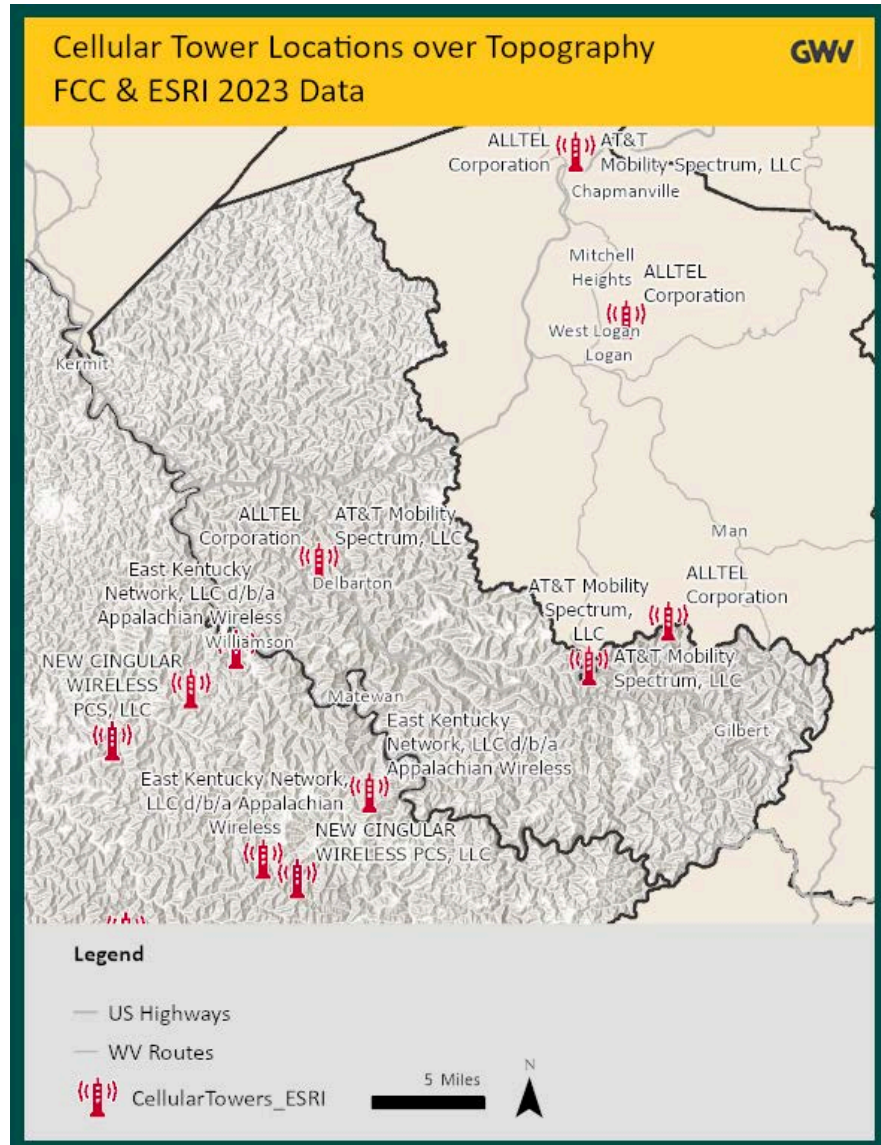 Cellular Tower Locations over Topography
FCC & ESRI 2023 Data
GWV
ALLTEL
Corporation
AT&T
Mobility Spectrum, LLC
Chapmanville
Mitchell
Heights
ALLTEL
Corporation
West Logan
Logan
Kermit
ALLTEL
Corporation
AT&T Mobility
Spectrum, LLC
Man
East Kentucky
Network, LLC d/b/a
Appalachian Wireless
Delbarton
AT&T Mobility
Spectrum,
LLC
ALLTEL
Corporation
Williamson
NEW CINGULAR
WIRELESS
PCS, LLC
AT&T Mobility
Spectrum, LLC
Matewan
Gilbert
East Kentucky
Network, LLC d/b/a
Appalachian Wireless
East Kentucky Network,
LLC d/b/a Appalachian
Wireless
NEW CINGULAR
WIRELESS PCS, LLC
Legend
US Highways
WV Routes
CellularTowers_ESRI
5 Miles
N